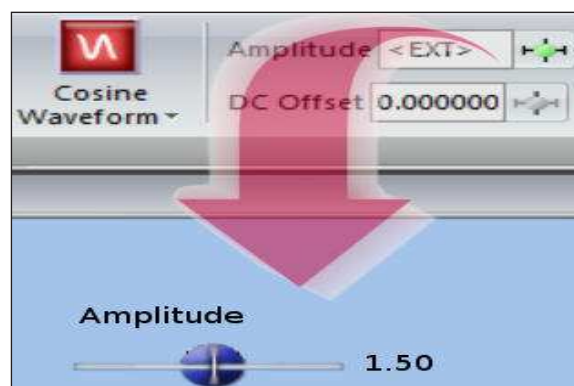 Amplitude <EXT>
Cosine
Waveform
DC Offset 0.000000
Amplitude
1.50